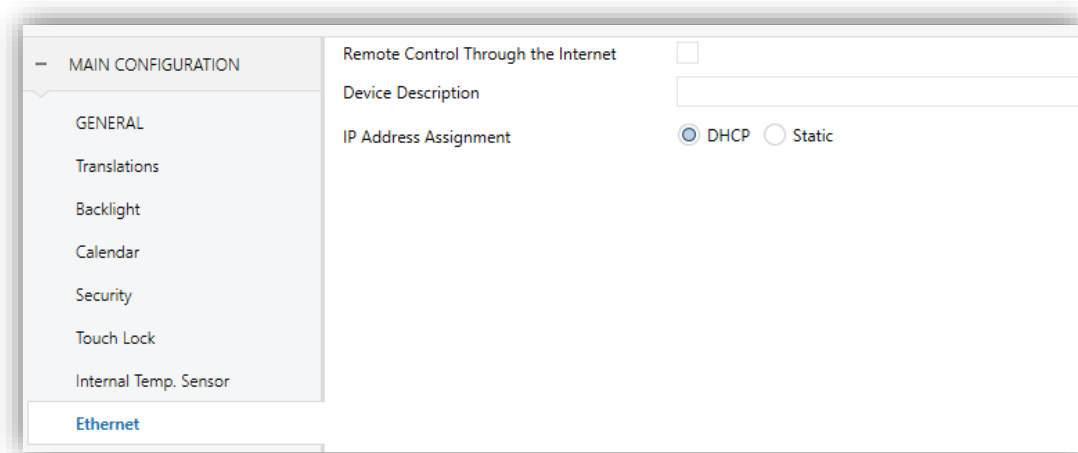 MAIN CONFIGURATION
GENERAL
Translations
Backlight
Calendar
Security
Touch Lock
Internal Temp. Sensor
Ethernet
Remote Control Through the Internet
Device Description
IP Address Assignment DHCP Static